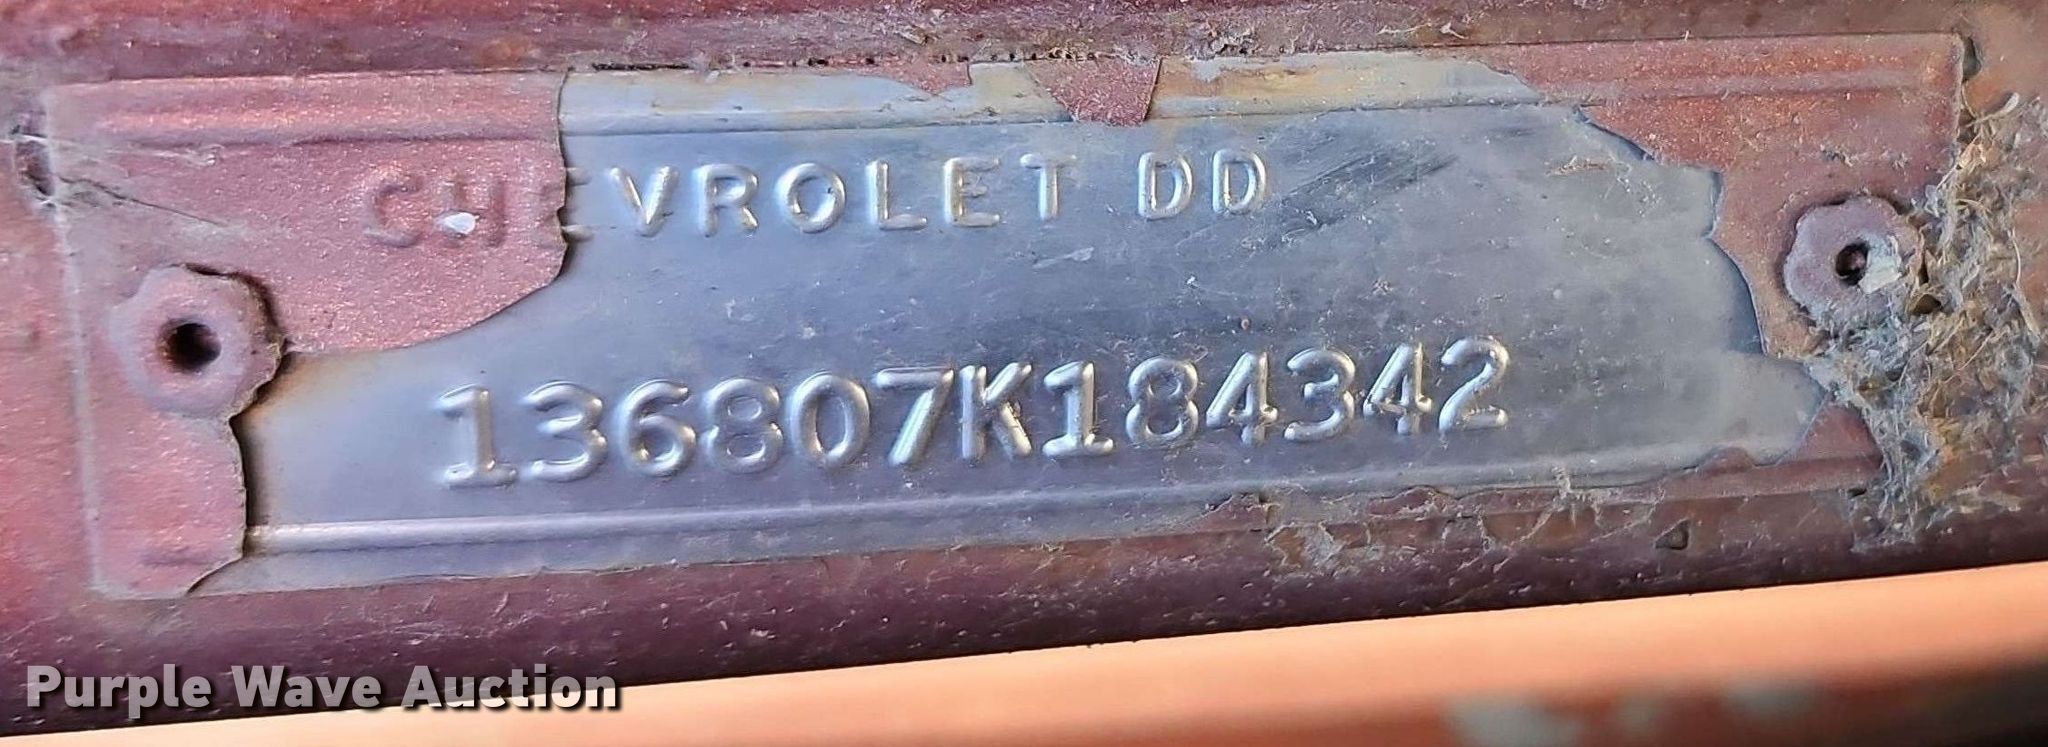 CHEVROLET DD
136807K184342
Purple Wave Auction